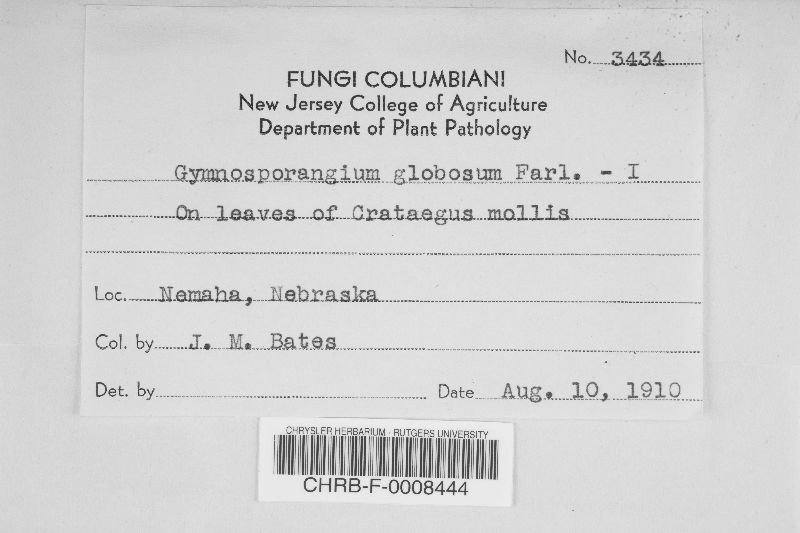 No. 3434
FUNGI COLUMBIANI
New Jersey College of Agriculture
Department of Plant Pathology
Gymnosporangium globosum Farl. - I
On leaves of Crataegus mollis
Loc. Nemaha, Nebraska
Col. by J. M. Bates
Det. by Date Aug. 10, 1910
CHRYSLER HERBARIUM - RUTGERS UNIVERSITY
CHRB-F-0008444